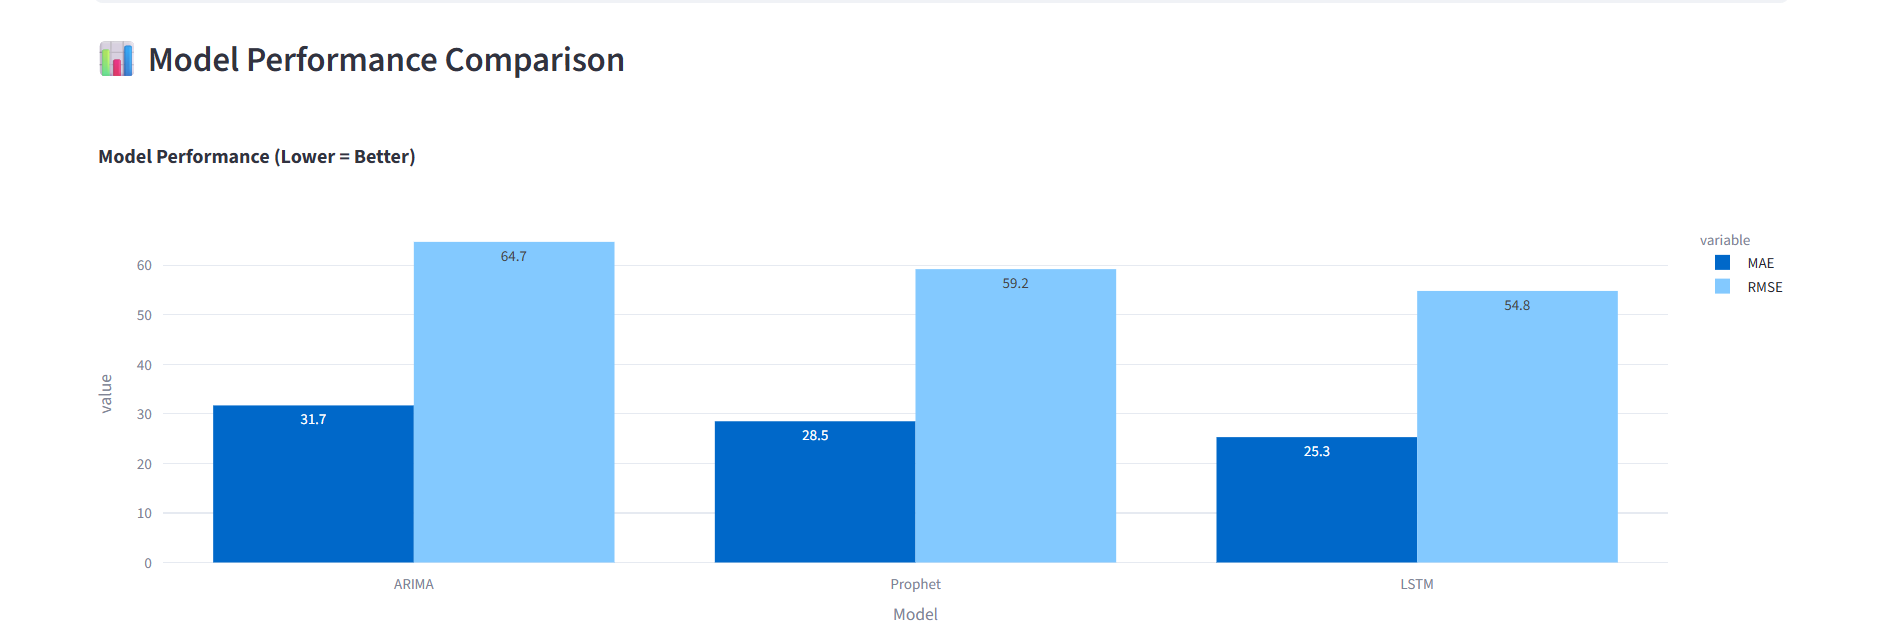 Model Performance Comparison
Model Performance (Lower = Better)
variable
MAE
RMSE
value
60
50
40
30
20
10
0
31.7
64.7
28.5
59.2
25.3
54.8
ARIMA
Prophet
LSTM
Model